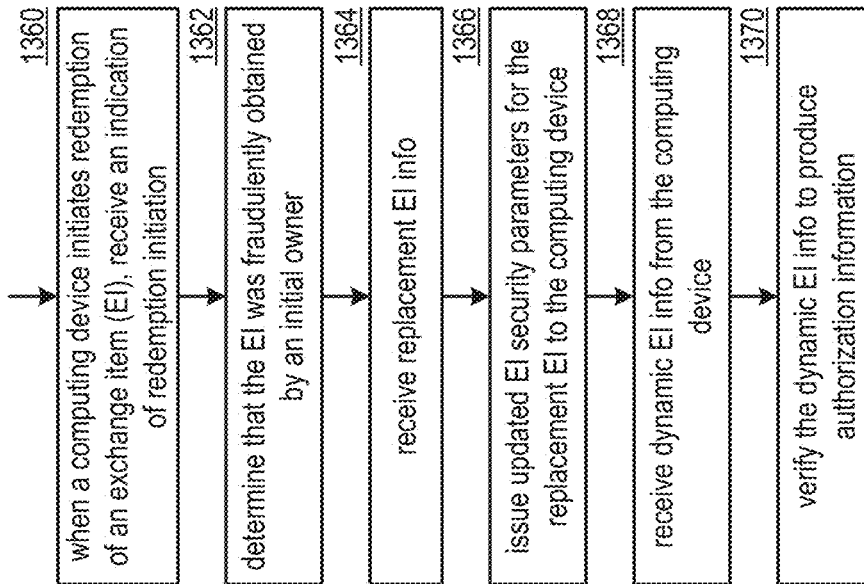 1360
when a computing device initiates redemption
of an exchange item (EI), receive an indication
of redemption initiation
1362
determine that the EI was fraudulently obtained
by an initial owner
1364
receive replacement EI info
1366
issue updated EI security parameters for the
replacement EI to the computing device
1368
receive dynamic EI info from the computing
device
1370
verify the dynamic EI info to produce
authorization information